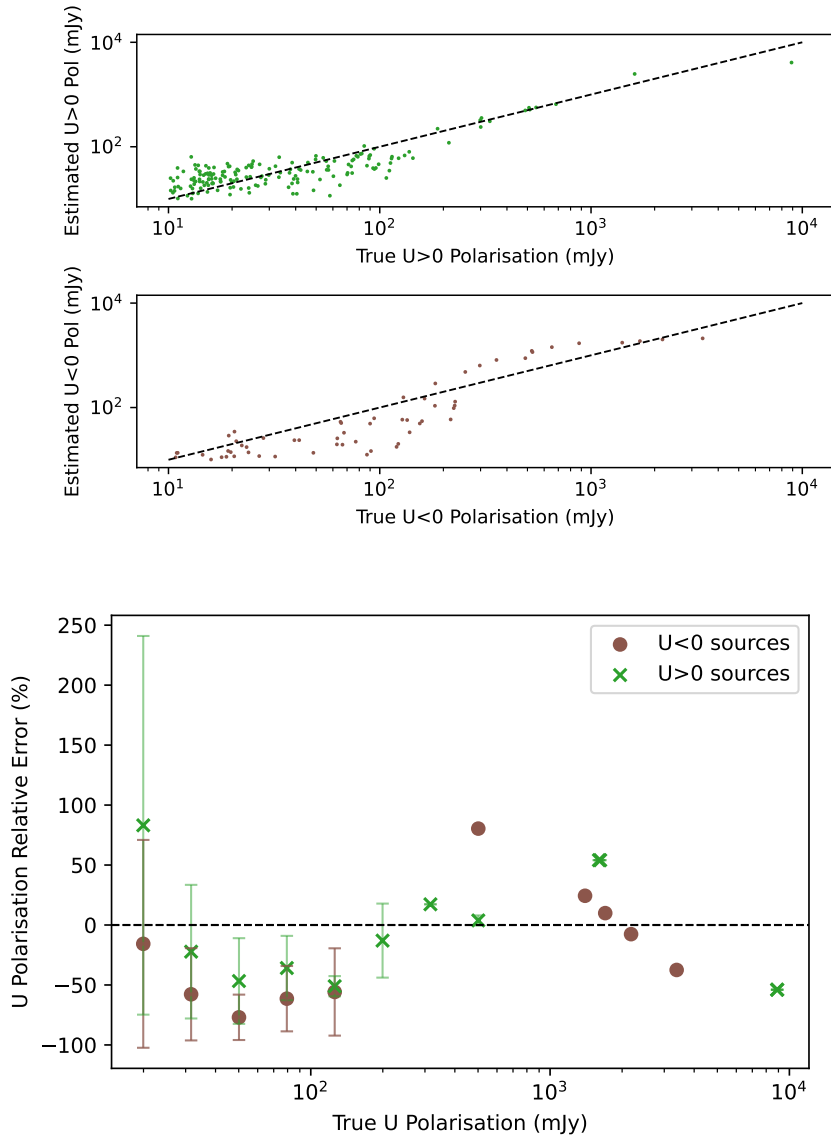 10⁴
10²
Estimated U>0 Pol (mJy)
10¹ 10² 10³ 10⁴
True U>0 Polarisation (mJy)
10⁴
10²
Estimated U<0 Pol (mJy)
10¹ 10² 10³ 10⁴
True U<0 Polarisation (mJy)
250
200
150
100
50
0
−50
−100
U Polarisation Relative Error (%)
U<0 sources
U>0 sources
10² 10³ 10⁴
True U Polarisation (mJy)